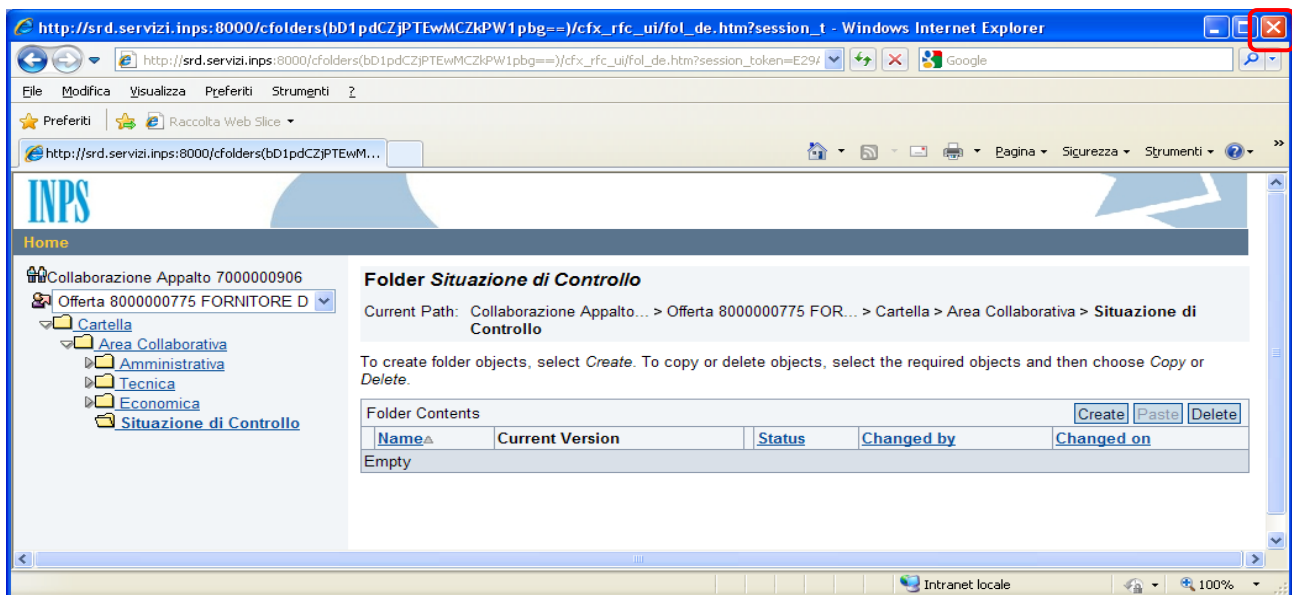 http://srd.servizi.inps:8000/cfolders(bD1pdCZjPTEwMCZkPW1pbg==)/cfx_rfc_ui/fol_de.htm?session_t - Windows Internet Explorer
http://srd.servizi.inps:8000/cfolders(bD1pdCZjPTEwMCZkPW1pbg==)/cfx_rfc_ui/fol_de.htm?session_token=E29A
Google
File Modifica Visualizza Preferiti Strumenti ?
Preferiti Raccolta Web Slice
http://srd.servizi.inps:8000/cfolders(bD1pdCZjPTEwM...
Pagina Sicurezza Strumenti »
INPS
Home
Collaborazione Appalto 7000000906
Offerta 8000000775 FORNITORE D
Cartella
Area Collaborativa
Amministrativa
Tecnica
Economica
Situazione di Controllo
Folder Situazione di Controllo
Current Path: Collaborazione Appalto... > Offerta 8000000775 FOR... > Cartella > Area Collaborativa > Situazione di
Controllo
To create folder objects, select Create. To copy or delete objects, select the required objects and then choose Copy or
Delete.
Folder Contents Create Paste Delete
Name Current Version Status Changed by Changed on
Empty
Intranet locale 100%